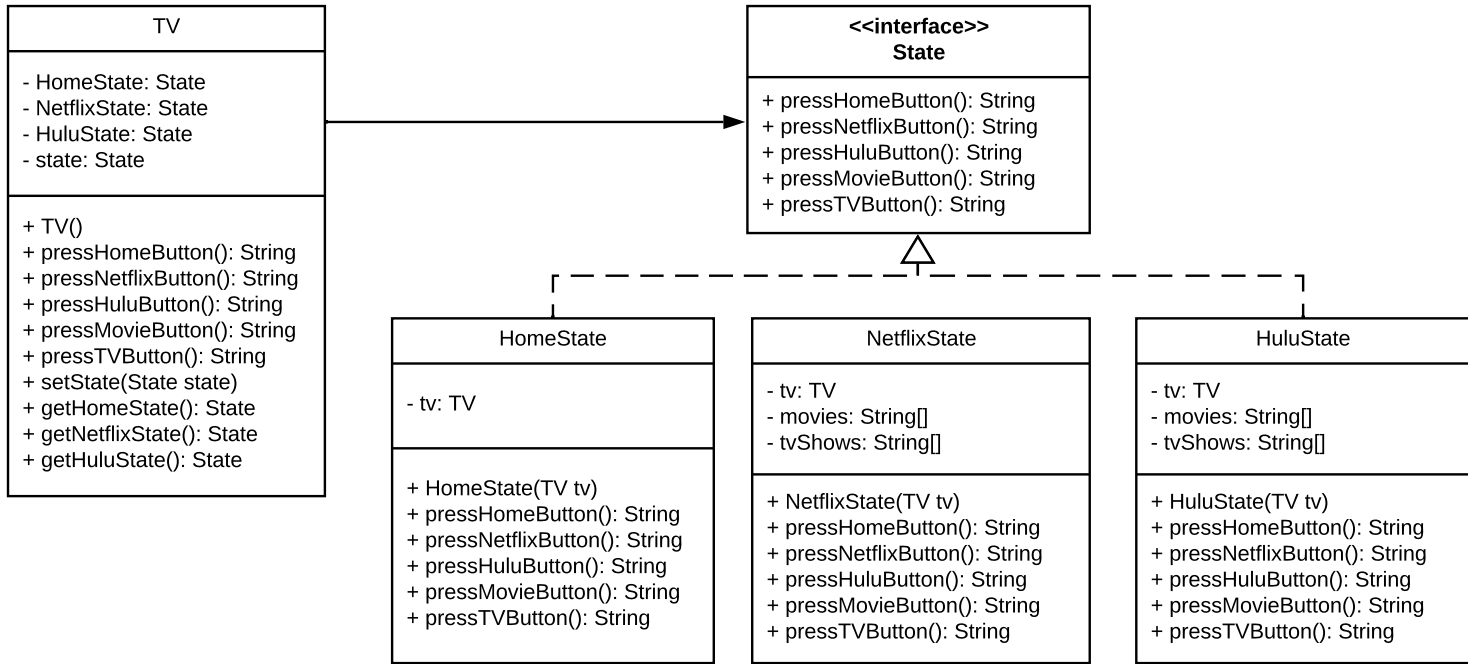 TV
- HomeState: State
- NetflixState: State
- HuluState: State
- state: State
+ TV()
+ pressHomeButton(): String
+ pressNetflixButton(): String
+ pressHuluButton(): String
+ pressMovieButton(): String
+ pressTVButton(): String
+ setState(State state)
+ getHomeState(): State
+ getNetflixState(): State
+ getHuluState(): State
<<interface>>
State
+ pressHomeButton(): String
+ pressNetflixButton(): String
+ pressHuluButton(): String
+ pressMovieButton(): String
+ pressTVButton(): String
HomeState
- tv: TV
+ HomeState(TV tv)
+ pressHomeButton(): String
+ pressNetflixButton(): String
+ pressHuluButton(): String
+ pressMovieButton(): String
+ pressTVButton(): String
NetflixState
- tv: TV
- movies: String[]
- tvShows: String[]
+ NetflixState(TV tv)
+ pressHomeButton(): String
+ pressNetflixButton(): String
+ pressHuluButton(): String
+ pressMovieButton(): String
+ pressTVButton(): String
HuluState
- tv: TV
- movies: String[]
- tvShows: String[]
+ HuluState(TV tv)
+ pressHomeButton(): String
+ pressNetflixButton(): String
+ pressHuluButton(): String
+ pressMovieButton(): String
+ pressTVButton(): String